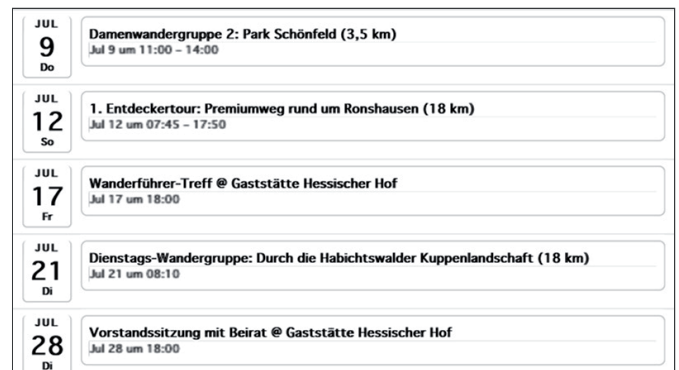 JUL
9
Do
Damenwandergruppe 2: Park Schönfeld (3,5 km)
Jul 9 um 11:00 – 14:00
JUL
12
So
1. Entdeckertour: Premiumweg rund um Ronshausen (18 km)
Jul 12 um 07:45 – 17:50
JUL
17
Fr
Wanderführer-Treff @ Gaststätte Hessischer Hof
Jul 17 um 18:00
JUL
21
Di
Dienstags-Wandergruppe: Durch die Habichtswalder Kuppenlandschaft (18 km)
Jul 21 um 08:10
JUL
28
Di
Vorstandssitzung mit Beirat @ Gaststätte Hessischer Hof
Jul 28 um 18:00